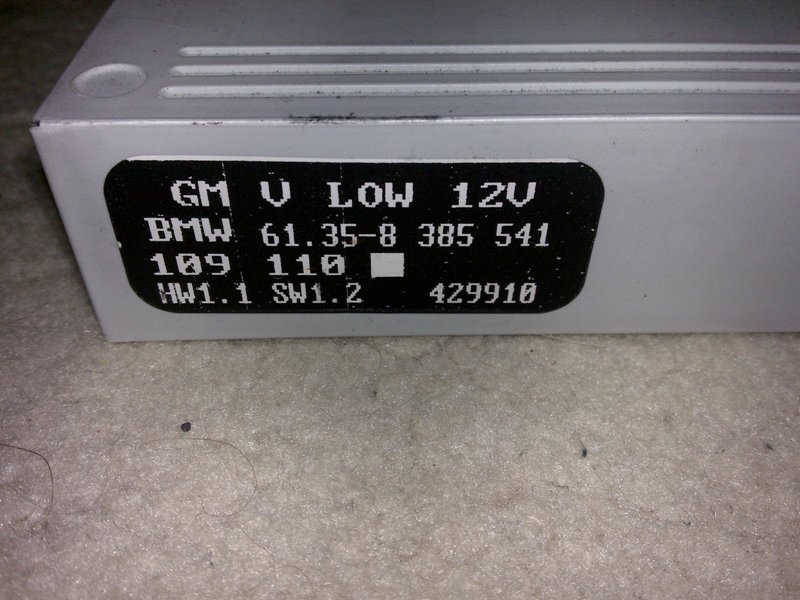 GM V LOW 12V
BMW 61.35-8 385 541
109 110
HW1.1 SW1.2 429910